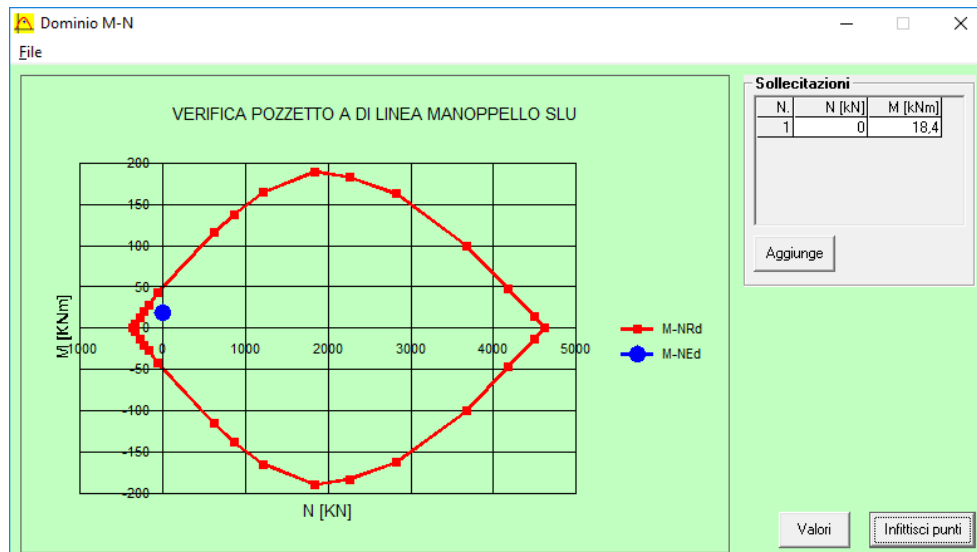 Dominio M-N
File
VERIFICA POZZETTO A DI LINEA MANOPPELLO SLU
200
150
100
50
0
-50
-100
-150
-200
1000 0 1000 2000 3000 4000 5000
M [KNm]
N [KN]
M-NRd
M-NEd
Sollecitazioni
N. N [kN] M [kNm]
1 0 18,4
Aggiunge
Valori
Infittisci punti